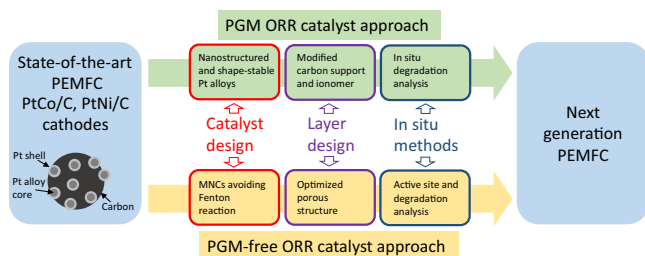 PGM ORR catalyst approach
State-of-the-art
PEMFC
PtCo/C, PtNi/C
cathodes
Pt shell
Pt alloy
core
Carbon
Nanostructured
and shape-stable
Pt alloys
Modified
carbon support
and ionomer
In situ
degradation
analysis
Catalyst
design
Layer
design
In situ
methods
MNCs avoiding
Fenton
reaction
Optimized
porous
structure
Active site and
degradation
analysis
PGM-free ORR catalyst approach
Next
generation
PEMFC